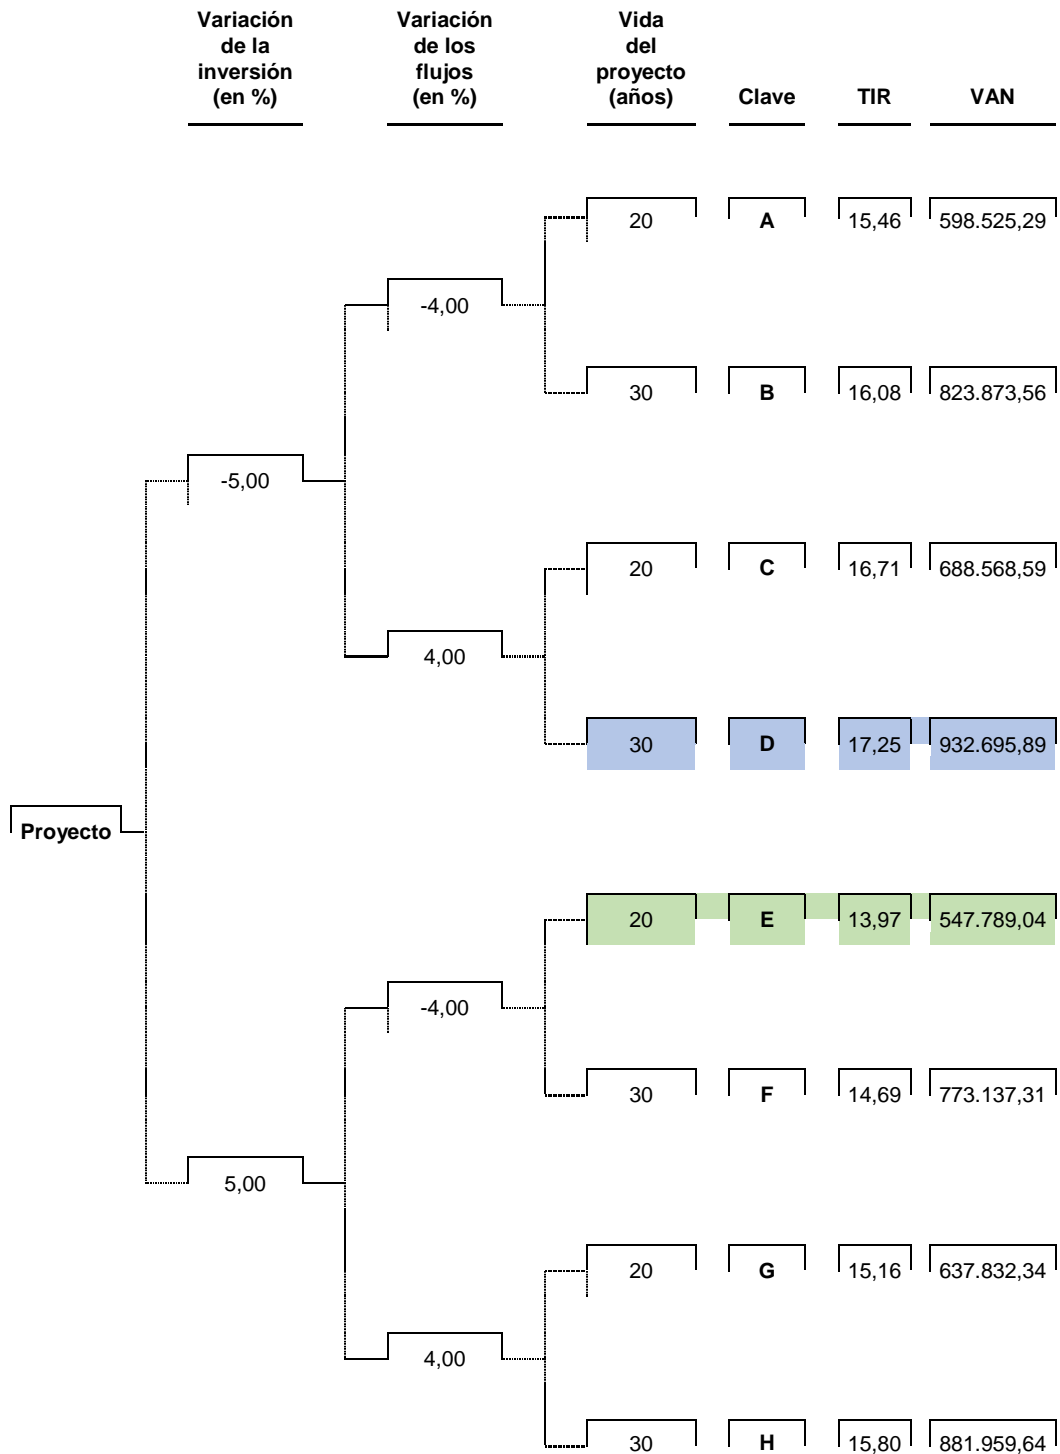 Variación de la inversión (en %)
Variación de los flujos (en %)
Vida del proyecto (años)
Clave
TIR
VAN
20 A 15,46 598.525,29
-4,00
30 B 16,08 823.873,56
-5,00
20 C 16,71 688.568,59
4,00
30 D 17,25 932.695,89
Proyecto
20 E 13,97 547.789,04
-4,00
30 F 14,69 773.137,31
5,00
20 G 15,16 637.832,34
4,00
30 H 15,80 881.959,64